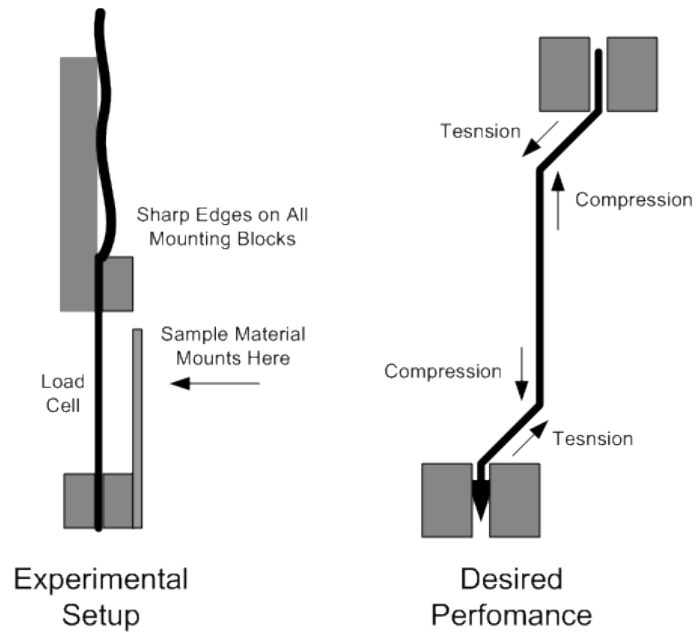 Sharp Edges on All
Mounting Blocks
Sample Material
Mounts Here
Load
Cell
Experimental
Setup
Tesnsion
Compression
Compression
Tesnsion
Desired
Perfomance